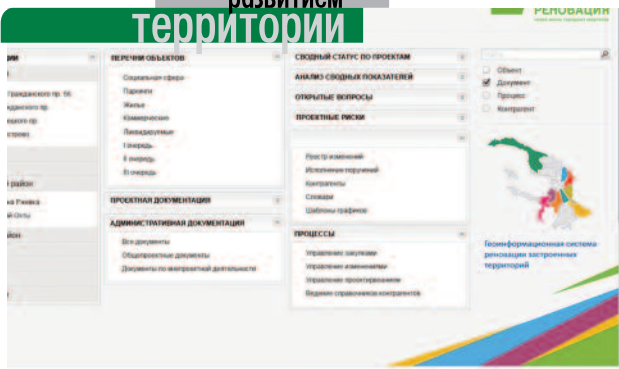 развитием
территории
РЕНОВАЦИЯ
ПЕРЕЧНИ ОБЪЕКТОВ
Социальная сфера
Паркинги
Жилье
Коммерческие
Ликвидируемые
I очередь
II очередь
III очередь
ПРОЕКТНАЯ ДОКУМЕНТАЦИЯ
АДМИНИСТРАТИВНАЯ ДОКУМЕНТАЦИЯ
Все документы
Общепроектные документы
Документы по внепроектной деятельности
СВОДНЫЙ СТАТУС ПО ПРОЕКТАМ
АНАЛИЗ СВОДНЫХ ПОКАЗАТЕЛЕЙ
ОТКРЫТЫЕ ВОПРОСЫ
ПРОЕКТНЫЕ РИСКИ
Реестр изменений
Исполнение поручений
Контрагенты
Словари
Шаблоны графиков
ПРОЦЕССЫ
Управление закупками
Управление изменениями
Управление проектированием
Ведение справочников контрагентов
Объект
Документ
Процесс
Контрагент
Геоинформационная система
реновации застроенных
территорий
район